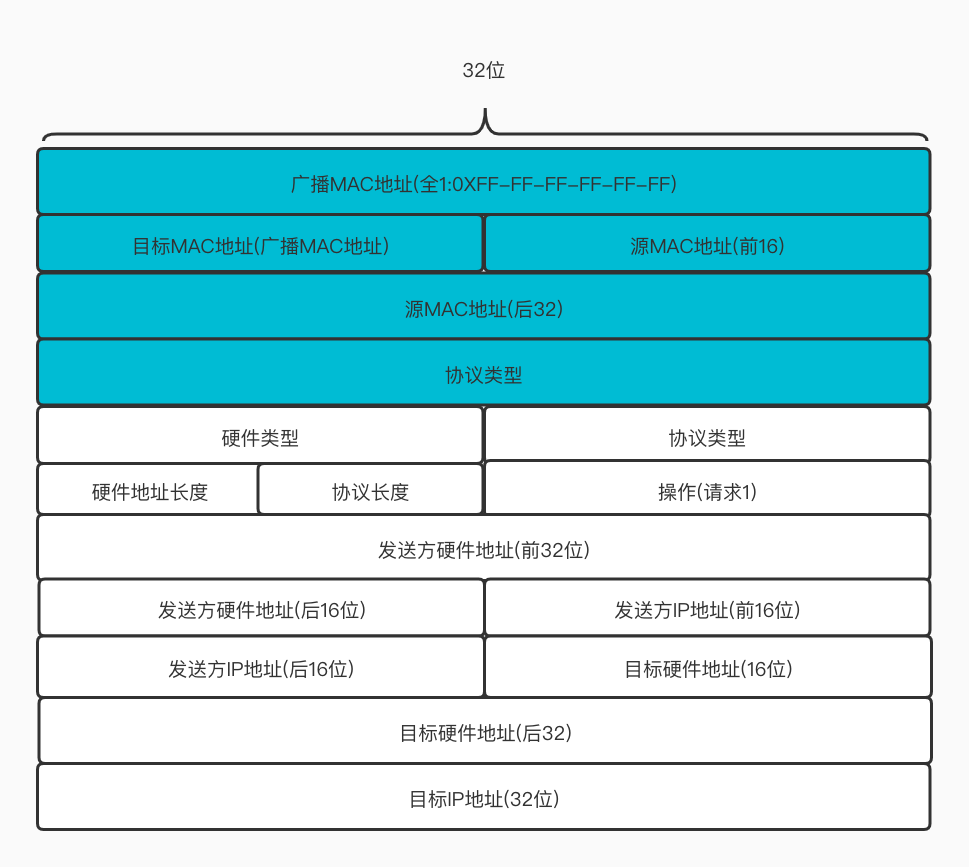 32位
广播MAC地址(全1:0XFF-FF-FF-FF-FF-FF)
目标MAC地址(广播MAC地址)
源MAC地址(前16)
源MAC地址(后32)
协议类型
硬件类型
协议类型
硬件地址长度
协议长度
操作(请求1)
发送方硬件地址(前32位)
发送方硬件地址(后16位)
发送方IP地址(前16位)
发送方IP地址(后16位)
目标硬件地址(16位)
目标硬件地址(后32)
目标IP地址(32位)